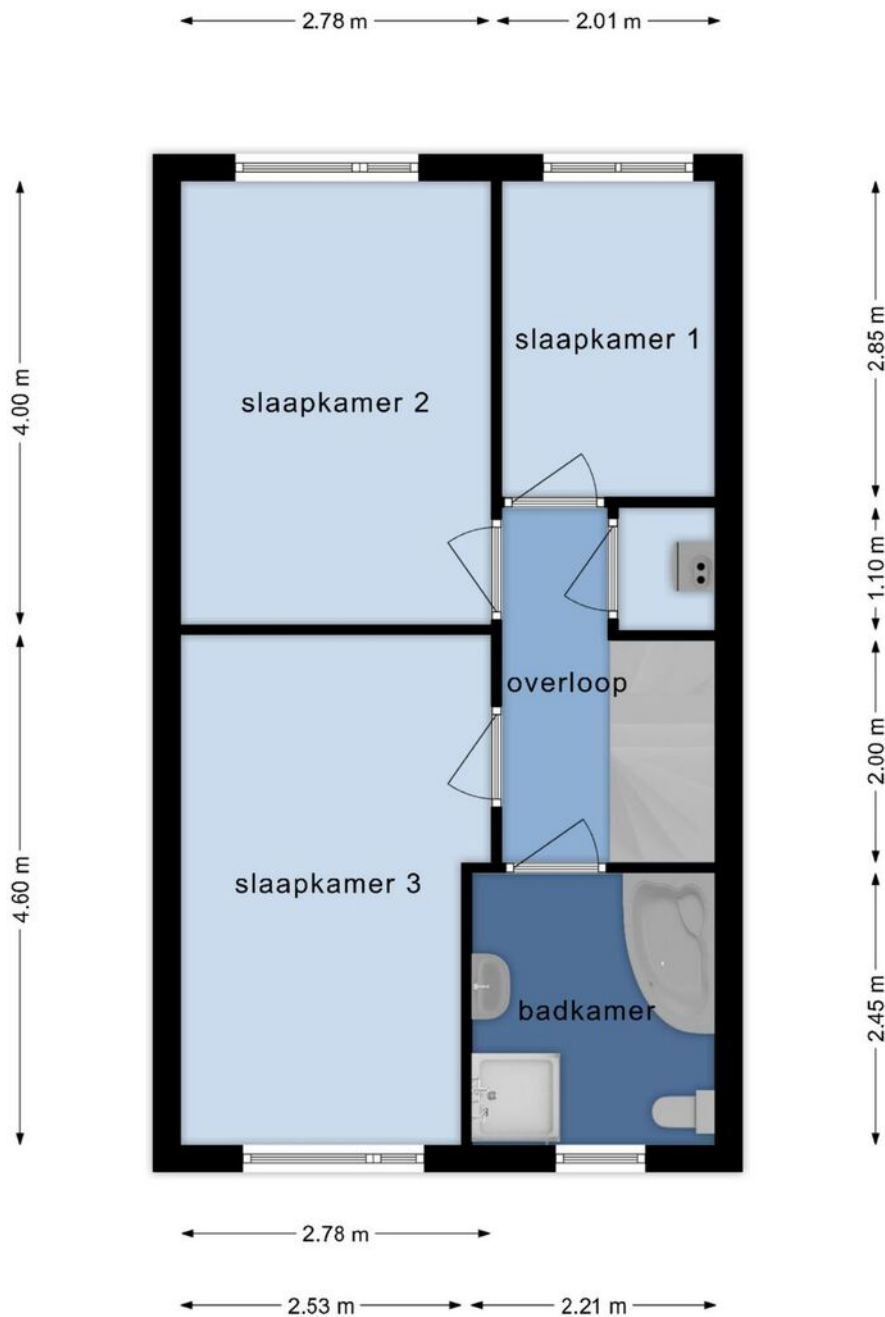 2.78 m
2.01 m
4.00 m
2.85 m
slaapkamer 1
slaapkamer 2
1.10 m
overloop
2.00 m
4.60 m
slaapkamer 3
badkamer
2.45 m
2.78 m
2.53 m
2.21 m